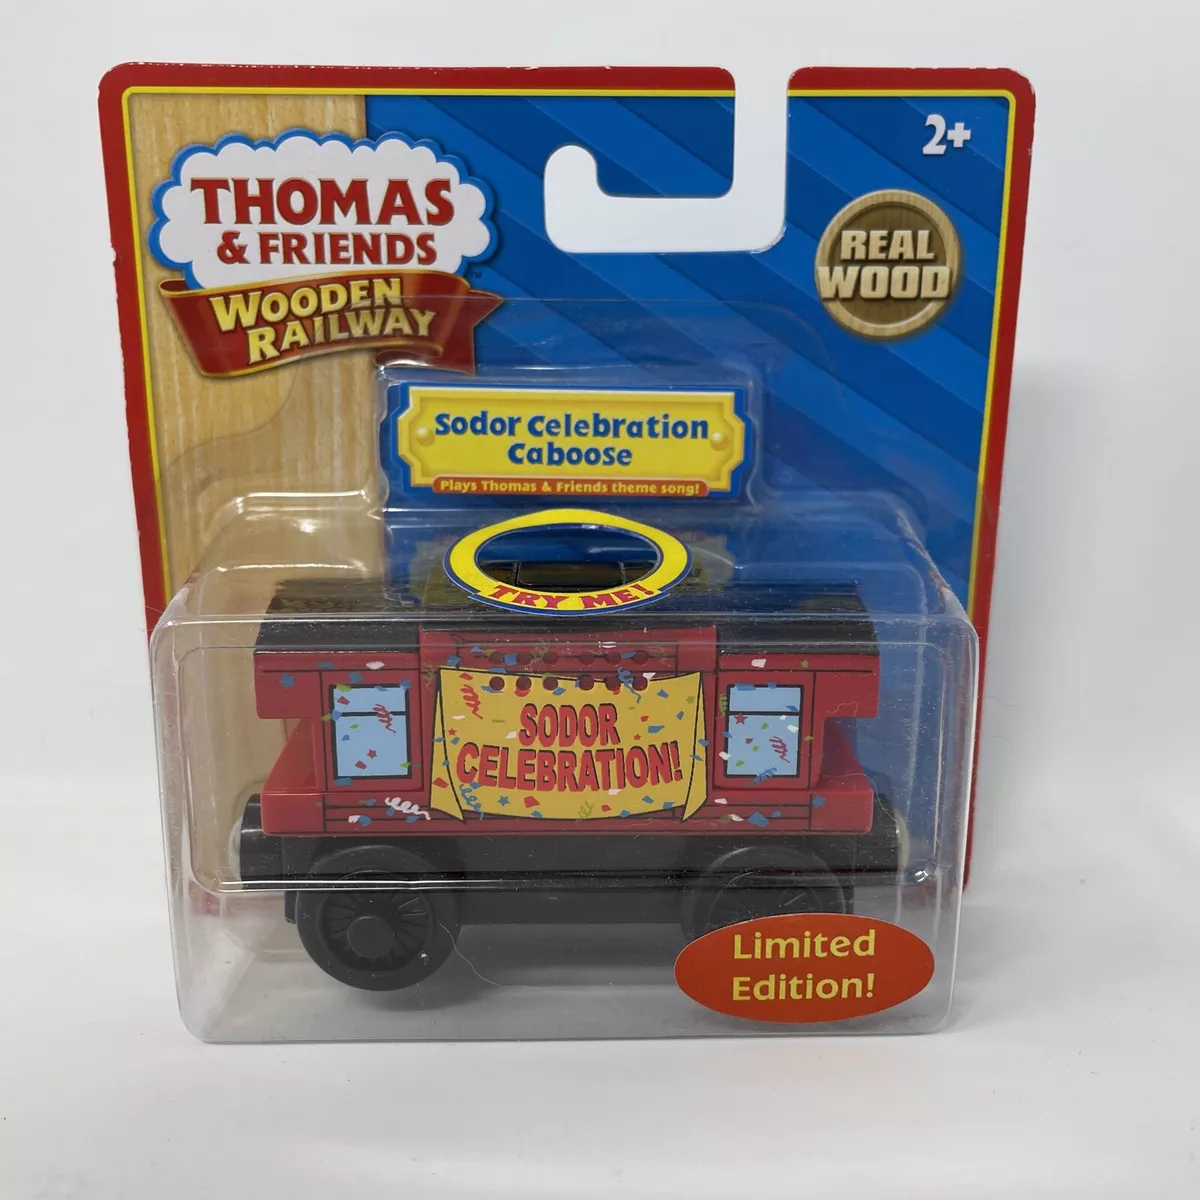 2+
THOMAS
& FRIENDS
™
WOODEN
RAILWAY
REAL
WOOD
Sodor Celebration
Caboose
Plays Thomas & Friends theme song!
TRY ME!
SODOR
CELEBRATION!
Limited
Edition!